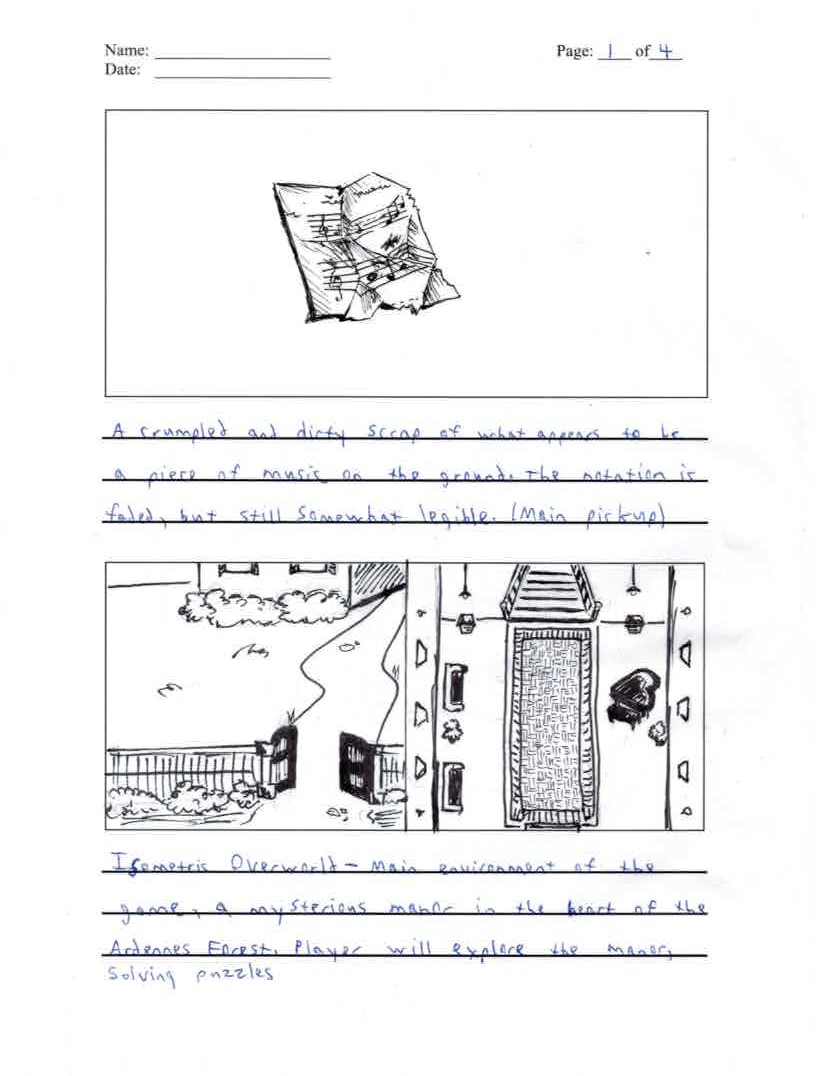 Name:
Page: 1 of 4
Date:
music
A crumpled and dirty scrap of what appears to be
a piece of music on the ground. The notation is
faded, but still somewhat legible. (Main pickup)
Isometric Overworld - Main environment of the
game, a mysterious manor in the heart of the
Ardennes Forest. Player will explore the manor,
solving puzzles